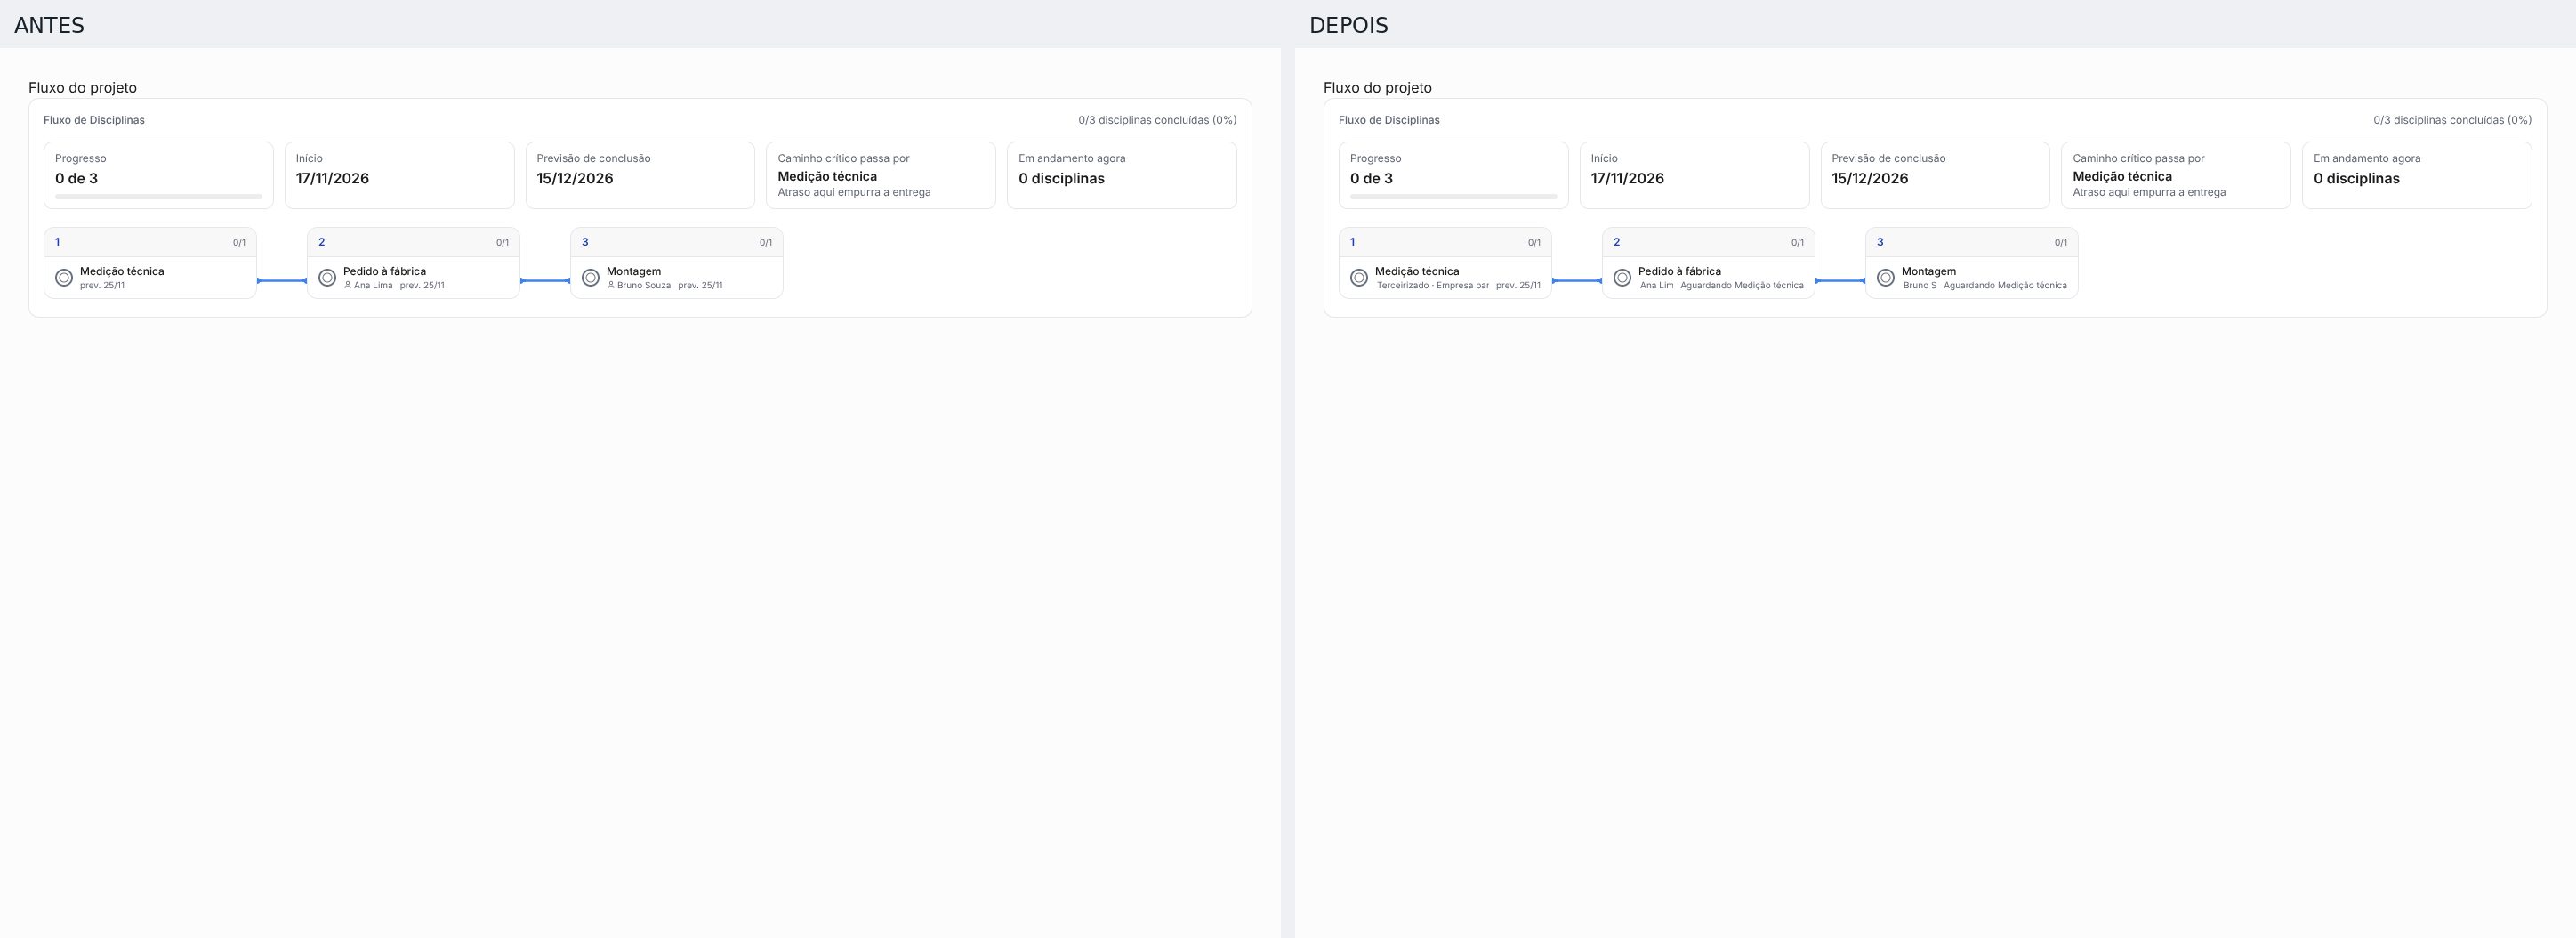 ANTES
Fluxo do projeto
Fluxo de Disciplinas
0/3 disciplinas concluídas (0%)
Progresso
0 de 3
Início
17/11/2026
Previsão de conclusão
15/12/2026
Caminho crítico passa por
Medição técnica
Atraso aqui empurra a entrega
Em andamento agora
0 disciplinas
1
0/1
Medição técnica
prev. 25/11
2
0/1
Pedido à fábrica
Ana Lima prev. 25/11
3
0/1
Montagem
Bruno Souza prev. 25/11
DEPOIS
Fluxo do projeto
Fluxo de Disciplinas
0/3 disciplinas concluídas (0%)
Progresso
0 de 3
Início
17/11/2026
Previsão de conclusão
15/12/2026
Caminho crítico passa por
Medição técnica
Atraso aqui empurra a entrega
Em andamento agora
0 disciplinas
1
0/1
Medição técnica
Terceirizado · Empresa par prev. 25/11
2
0/1
Pedido à fábrica
Ana Lim Aguardando Medição técnica
3
0/1
Montagem
Bruno S Aguardando Medição técnica